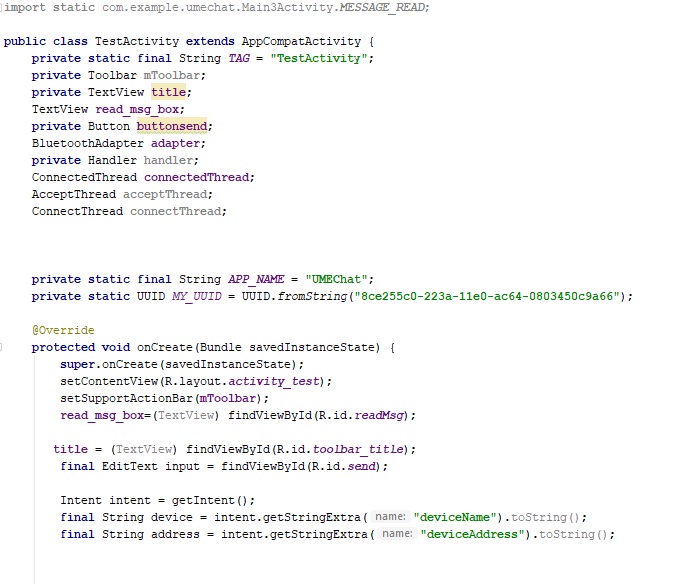 import static com.example.umechat.Main3Activity.MESSAGE_READ;
public class TestActivity extends AppCompatActivity {
private static final String TAG = "TestActivity";
private Toolbar mToolbar;
private TextView title;
TextView read_msg_box;
private Button buttonsend;
BluetoothAdapter adapter;
private Handler handler;
ConnectedThread connectedThread;
AcceptThread acceptThread;
ConnectThread connectThread;
private static final String APP_NAME = "UMEChat";
private static UUID MY_UUID = UUID.fromString("8ce255c0-223a-11e0-ac64-0803450c9a66");
@Override
protected void onCreate(Bundle savedInstanceState) {
super.onCreate(savedInstanceState);
setContentView(R.layout.activity_test);
setSupportActionBar(mToolbar);
read_msg_box=(TextView) findViewById(R.id.readMsg);
title = (TextView) findViewById(R.id.toolbar_title);
final EditText input = findViewById(R.id.send);
Intent intent = getIntent();
final String device = intent.getStringExtra( name: "deviceName").toString();
final String address = intent.getStringExtra( name: "deviceAddress").toString();